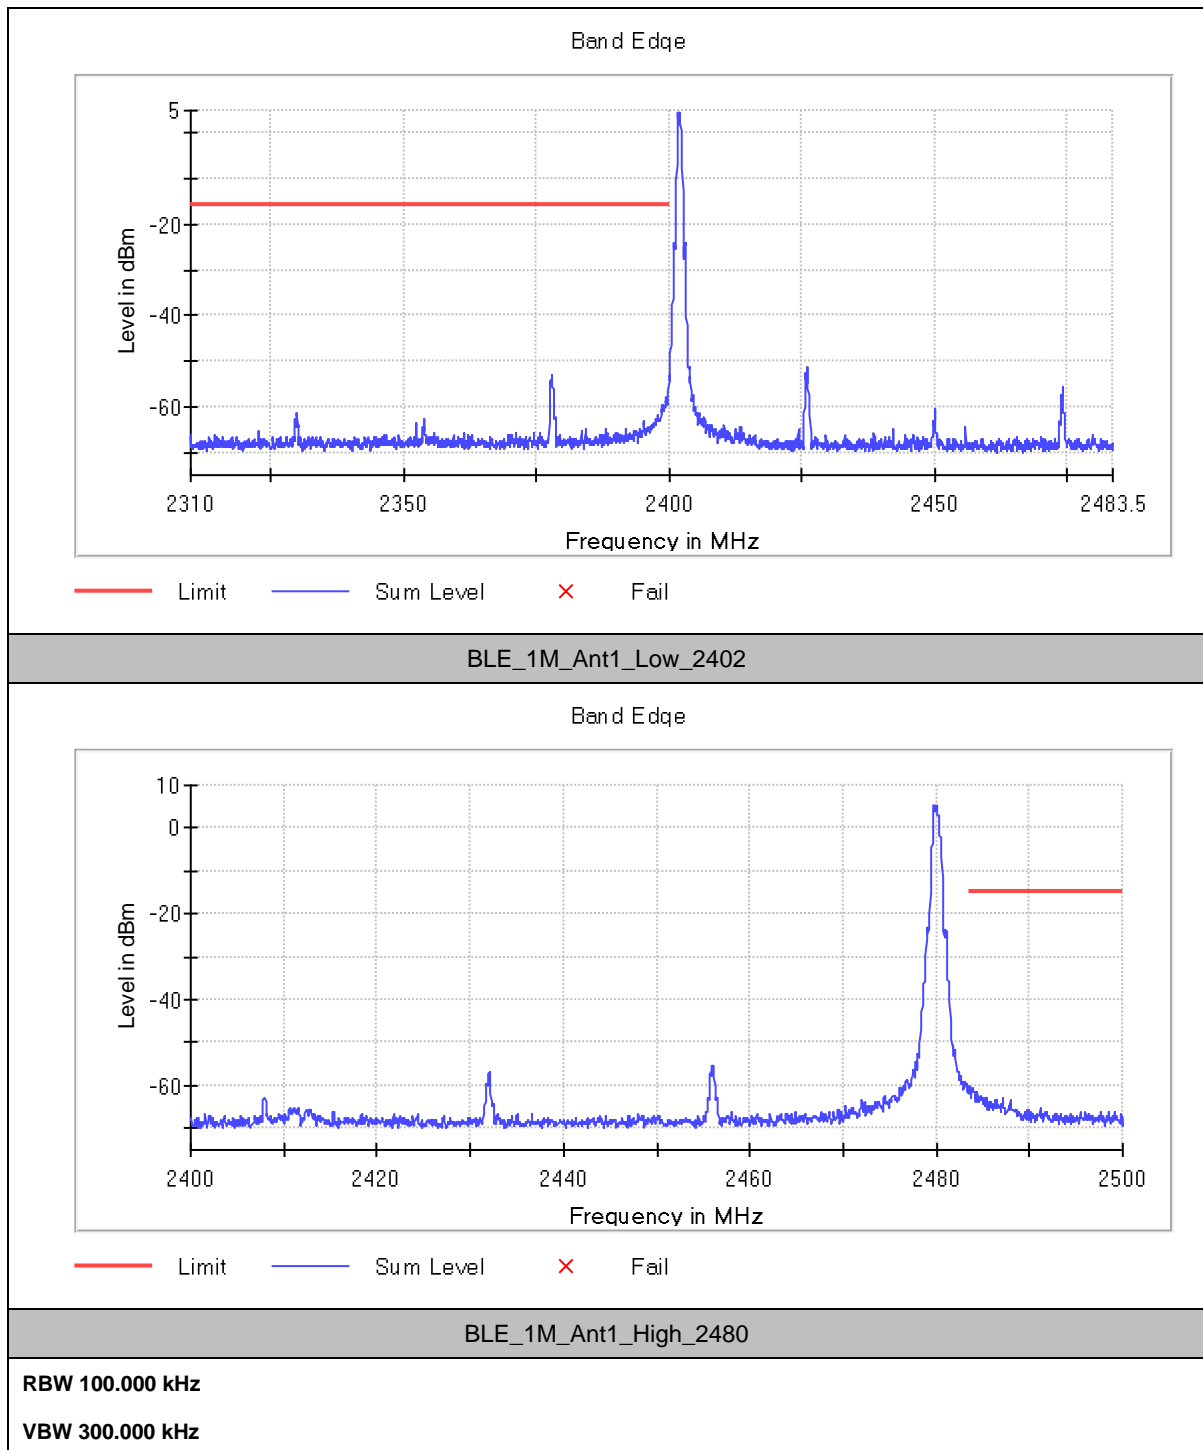 Band Edge
5
-20
-40
-60
Level in dBm
2310
2350
2400
2450
2483.5
Frequency in MHz
Limit
Sum Level
Fail
BLE_1M_Ant1_Low_2402
Band Edge
10
0
-20
-40
-60
Level in dBm
2400
2420
2440
2460
2480
2500
Frequency in MHz
Limit
Sum Level
Fail
BLE_1M_Ant1_High_2480
RBW 100.000 kHz
VBW 300.000 kHz